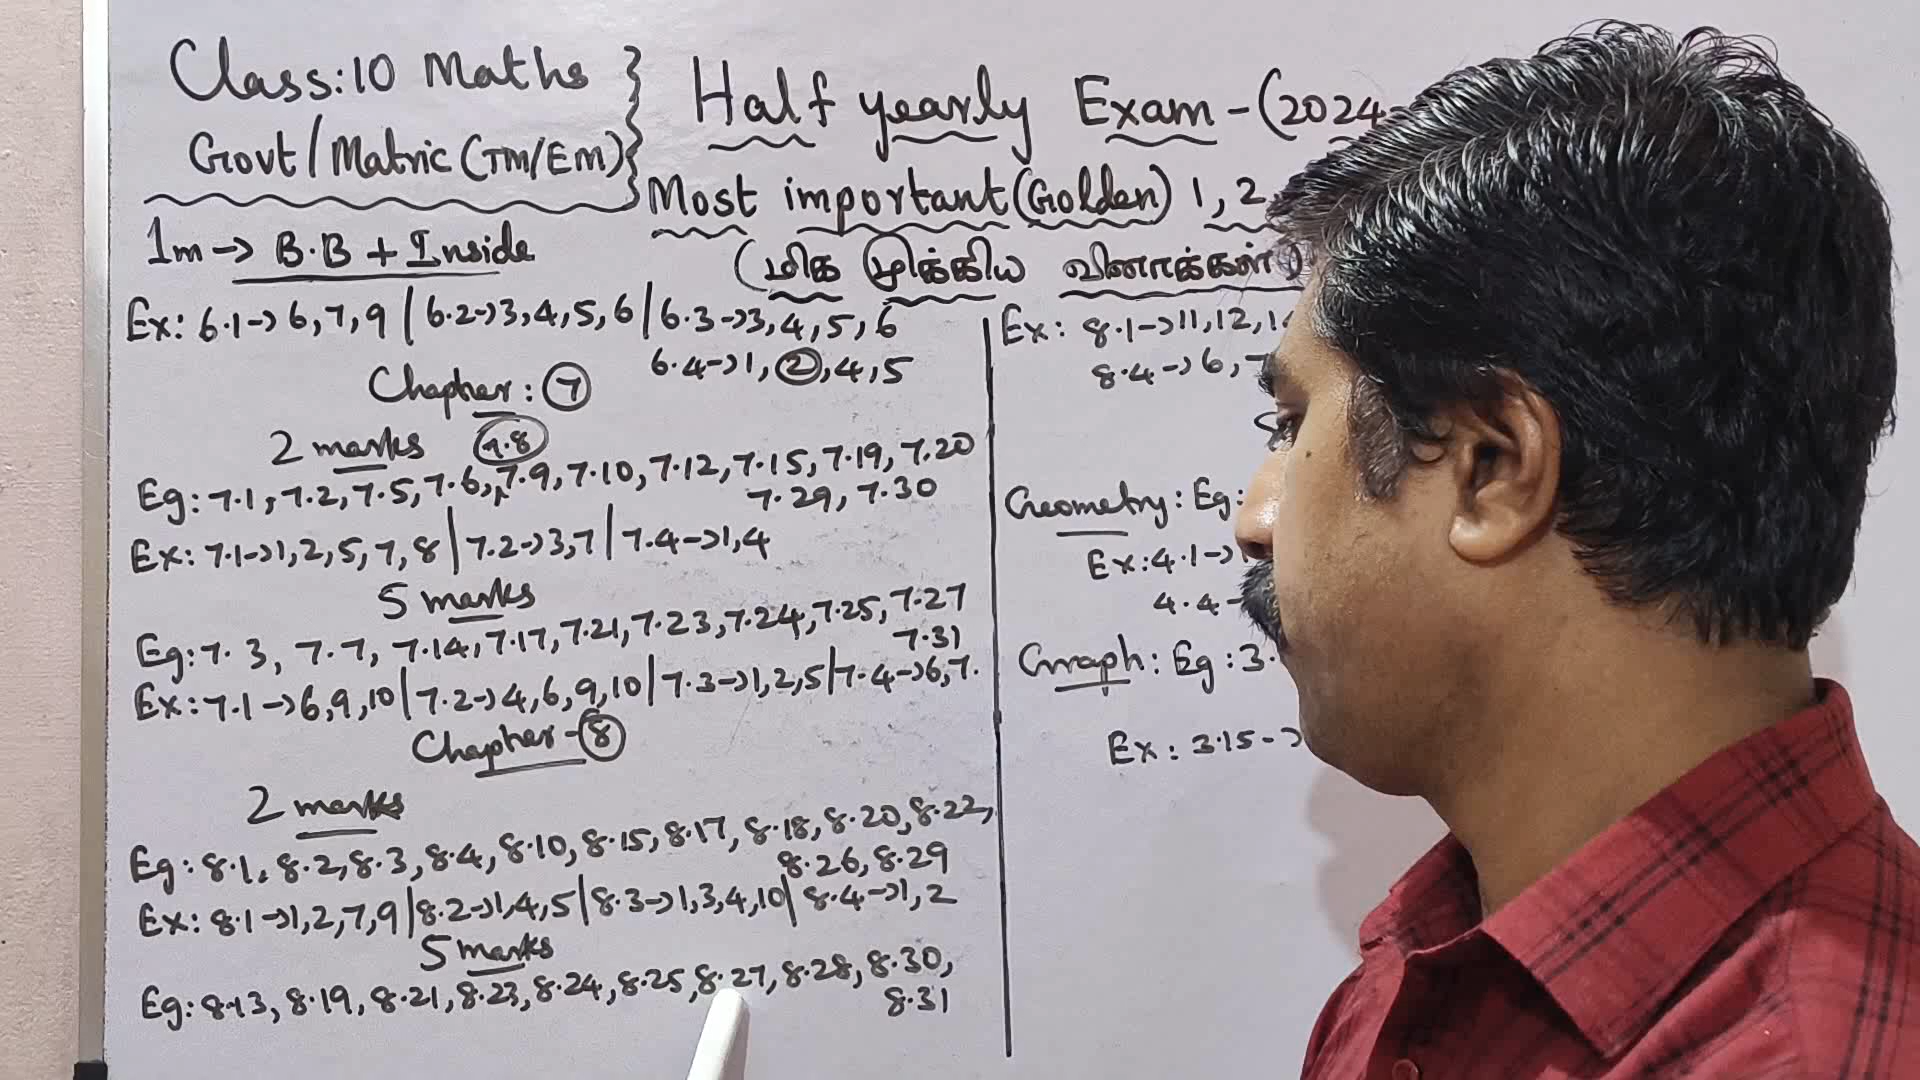 Class:10 Maths
Govt/Matric(TM/EM)
Half yearly Exam-(2024-
Most important(Golden) 1, 2
(மிக முக்கிய வினாக்கள்)
1m→ B.B + Inside
Ex: 6.1→6,7,9 | 6.2→3,4,5,6 | 6.3→3,4,5,6
6.4→1,2,4,5
Chapter: 7
2 marks 7.8
Eg: 7.1, 7.2, 7.5, 7.6, 7.9, 7.10, 7.12, 7.15, 7.19, 7.20
7.29, 7.30
Ex: 7.1→1,2,5,7,8 | 7.2→3,7 | 7.4→1,4
5 marks
Eg: 7.3, 7.7, 7.14, 7.17, 7.21, 7.23, 7.24, 7.25, 7.27
7.31
Ex: 7.1→6,9,10 | 7.2→4,6,9,10 | 7.3→1,2,5 | 7.4→6,7.
Chapter-8
2 marks
Eg: 8.1, 8.2, 8.3, 8.4, 8.10, 8.15, 8.17, 8.18, 8.20, 8.22,
8.26, 8.29
Ex: 8.1→1,2,7,9 | 8.2→1,4,5 | 8.3→1,3,4,10 | 8.4→1,2
5 marks
Eg: 8.13, 8.19, 8.21, 8.23, 8.24, 8.25, 8.27, 8.28, 8.30,
8.31
Ex: 8.1→11,12,
8.4→6,
Geometry: Eg:
Ex:4.1→
4.4
Graph: Eg:3.
Ex: 3.15→